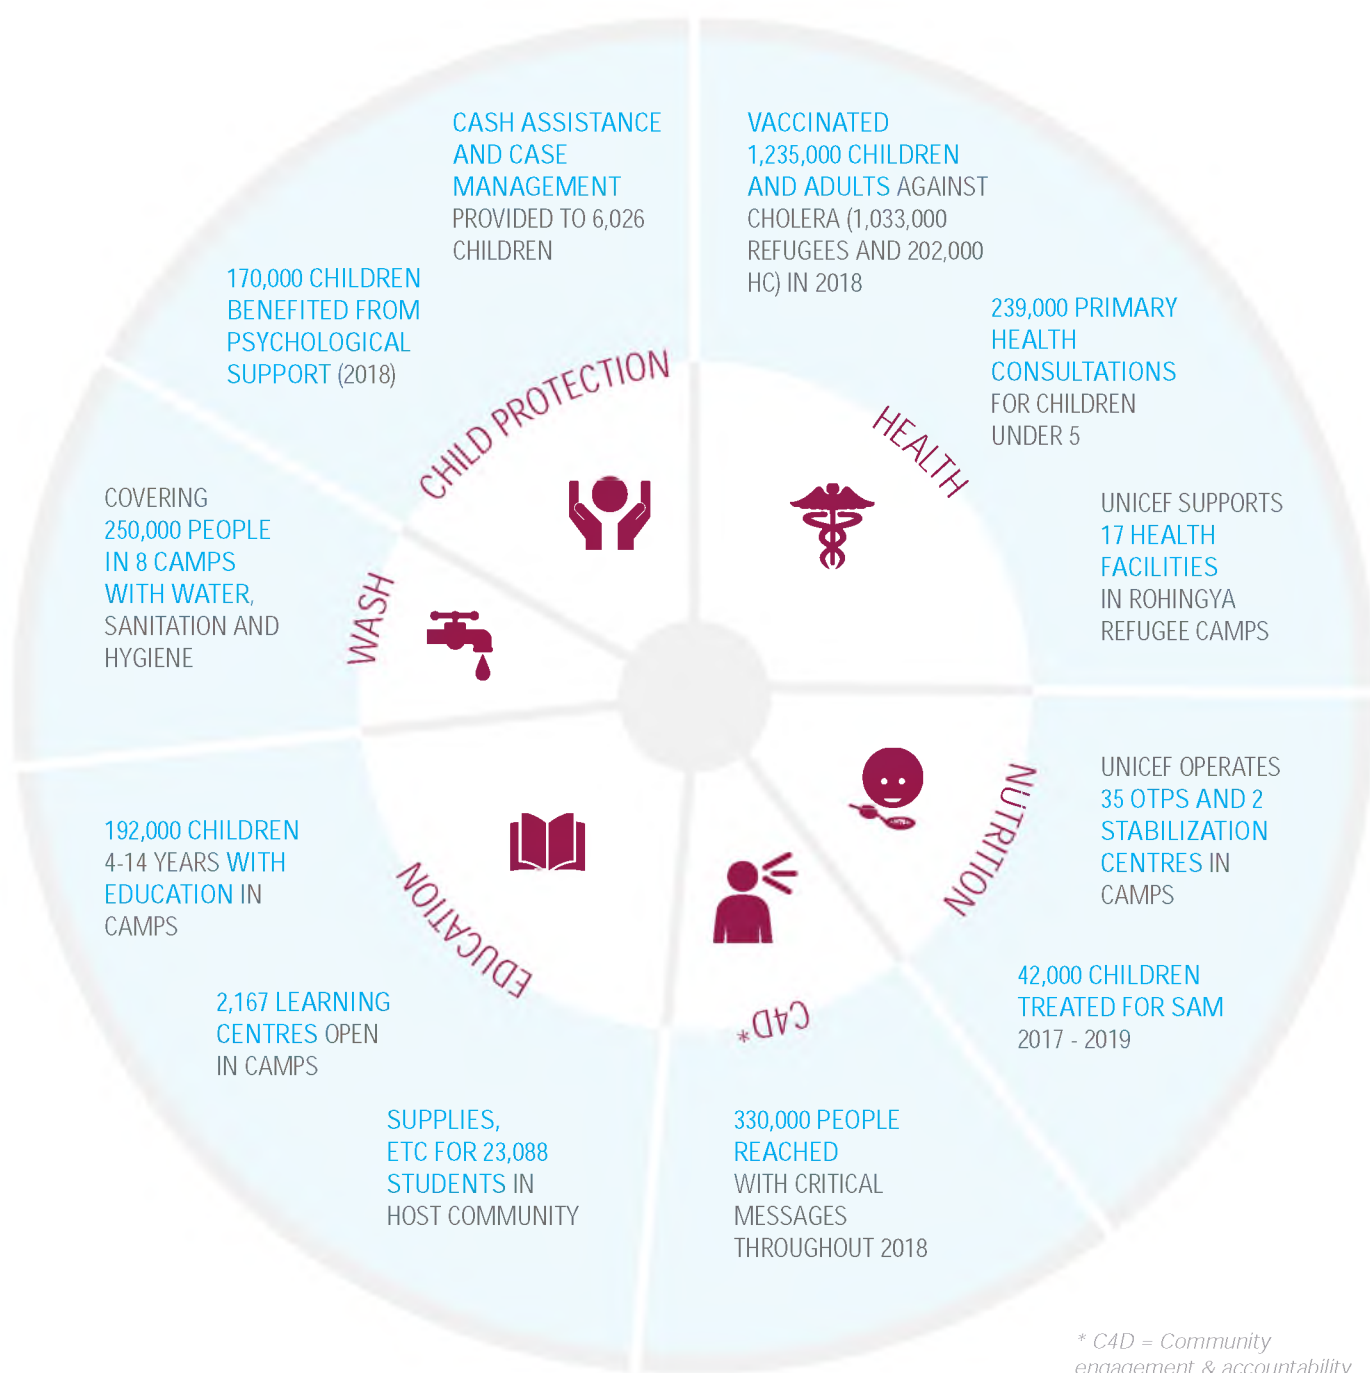 CASH ASSISTANCE
AND CASE
MANAGEMENT
PROVIDED TO 6,026
CHILDREN
170,000 CHILDREN
BENEFITED FROM
PSYCHOLOGICAL
SUPPORT (2018)
CHILD PROTECTION
VACCINATED
1,235,000 CHILDREN
AND ADULTS AGAINST
CHOLERA (1,033,000
REFUGEES AND 202,000
HC) IN 2018
239,000 PRIMARY
HEALTH
CONSULTATIONS
FOR CHILDREN
UNDER 5
UNICEF SUPPORTS
17 HEALTH
FACILITIES
IN ROHINGYA
REFUGEE CAMPS
HEALTH
UNICEF OPERATES
35 OTPS AND 2
STABILIZATION
CENTRES IN
CAMPS
42,000 CHILDREN
TREATED FOR SAM
2017 - 2019
NUTRITION
C4D*
330,000 PEOPLE
REACHED
WITH CRITICAL
MESSAGES
THROUGHOUT 2018
EDUCATION
192,000 CHILDREN
4-14 YEARS WITH
EDUCATION IN
CAMPS
2,167 LEARNING
CENTRES OPEN
IN CAMPS
SUPPLIES,
ETC FOR 23,088
STUDENTS IN
HOST COMMUNITY
WASH
COVERING
250,000 PEOPLE
IN 8 CAMPS
WITH WATER,
SANITATION AND
HYGIENE
* C4D = Community
engagement & accountability